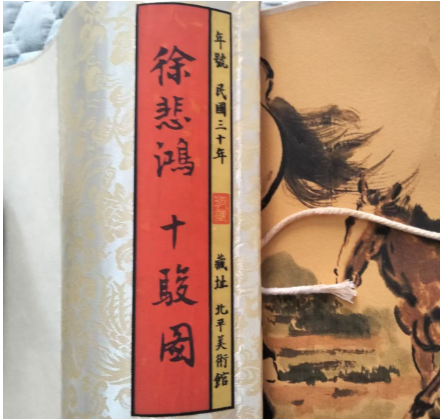 年號 民國三十年
藏址 北平美術館
徐悲鴻 十駿图